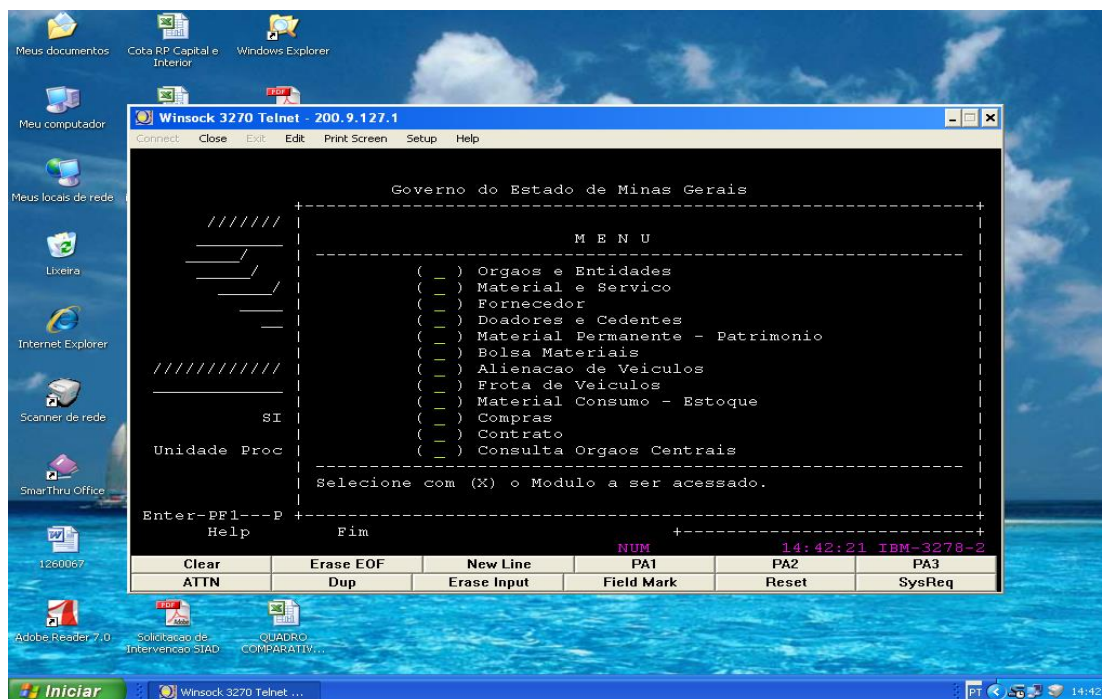 Meus documentos
Cota RP Capital e
Interior
Windows Explorer
Meu computador
Winsock 3270 Telnet - 200.9.127.1
Connect Close Exit Edit Print Screen Setup Help
Governo do Estado de Minas Gerais
M E N U
( _ ) Orgaos e Entidades
( _ ) Material e Servico
( _ ) Fornecedor
( _ ) Doadores e Cedentes
( _ ) Material Permanente - Patrimonio
( _ ) Bolsa Materiais
( _ ) Alienacao de Veiculos
( _ ) Frota de Veiculos
( _ ) Material Consumo - Estoque
( _ ) Compras
( _ ) Contrato
( _ ) Consulta Orgaos Centrais
SI
Unidade Proc
Selecione com (X) o Modulo a ser acessado.
Enter-PF1---P
Help Fim
NUM 14:42:21 IBM-3278-2
Clear Erase EOF New Line PA1 PA2 PA3
ATTN Dup Erase Input Field Mark Reset SysReq
Meus locais de rede
Lixeira
Internet Explorer
Scanner de rede
SmarThru Office
1260067
Adobe Reader 7.0
Solicitacao de
Intervencao SIAD
QUADRO
COMPARATIV...
Iniciar
Winsock 3270 Telnet ...
PT
14:42